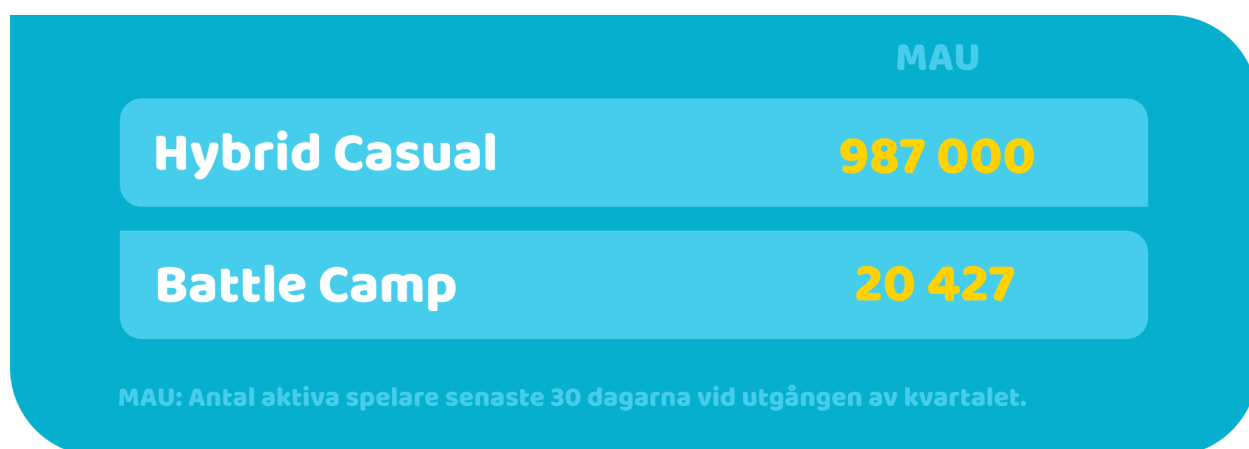 MAU
Hybrid Casual 987 000
Battle Camp 20 427
MAU: Antal aktiva spelare senaste 30 dagarna vid utgången av kvartalet.